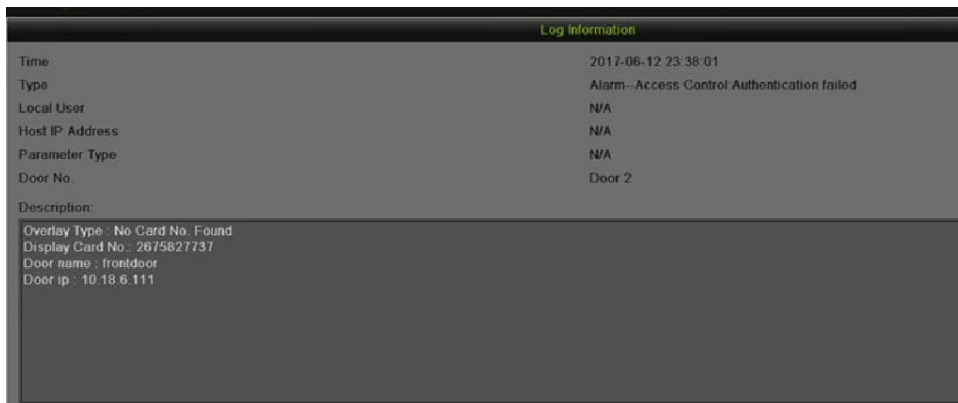 Log Information
Time 2017-06-12 23:38:01
Type Alarm--Access Control:Authentication failed
Local User N/A
Host IP Address N/A
Parameter Type N/A
Door No. Door 2
Description:
Overlay Type : No Card No. Found
Display Card No.: 2675827737
Door name : frontdoor
Door ip : 10.18.6.111